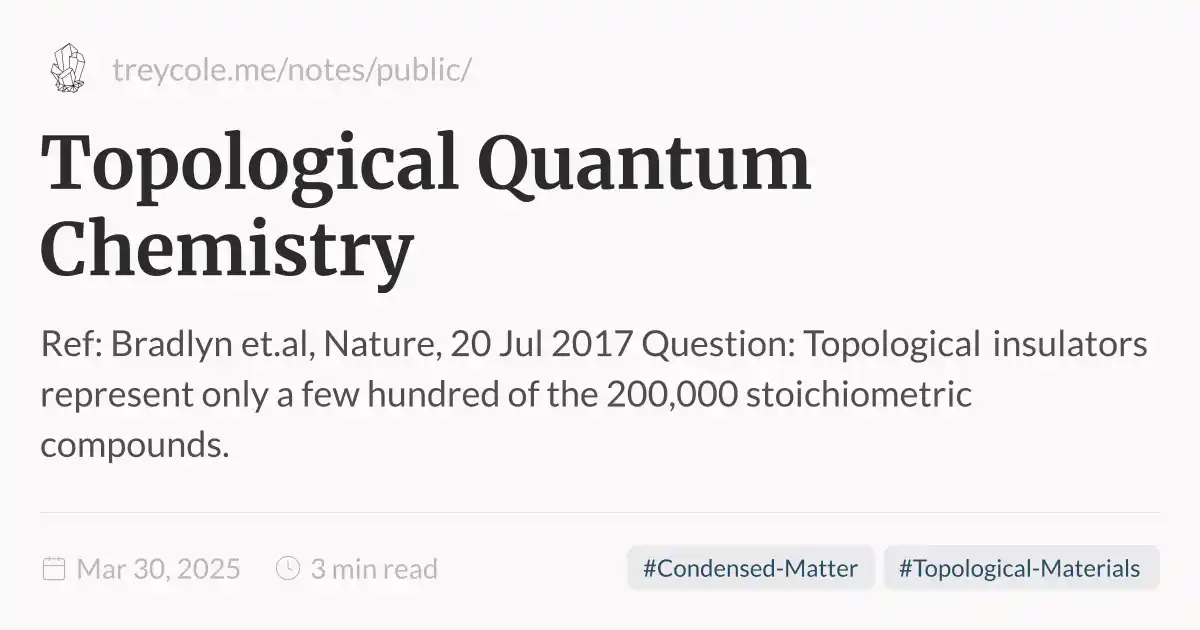 treycole.me/notes/public/
Topological Quantum
Chemistry
Ref: Bradlyn et.al, Nature, 20 Jul 2017 Question: Topological insulators
represent only a few hundred of the 200,000 stoichiometric
compounds.
Mar 30, 2025 3 min read #Condensed-Matter #Topological-Materials